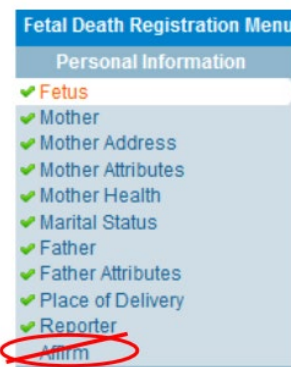 Fetal Death Registration Menu
Personal Information
Fetus
Mother
Mother Address
Mother Attributes
Mother Health
Marital Status
Father
Father Attributes
Place of Delivery
Reporter
Affirm